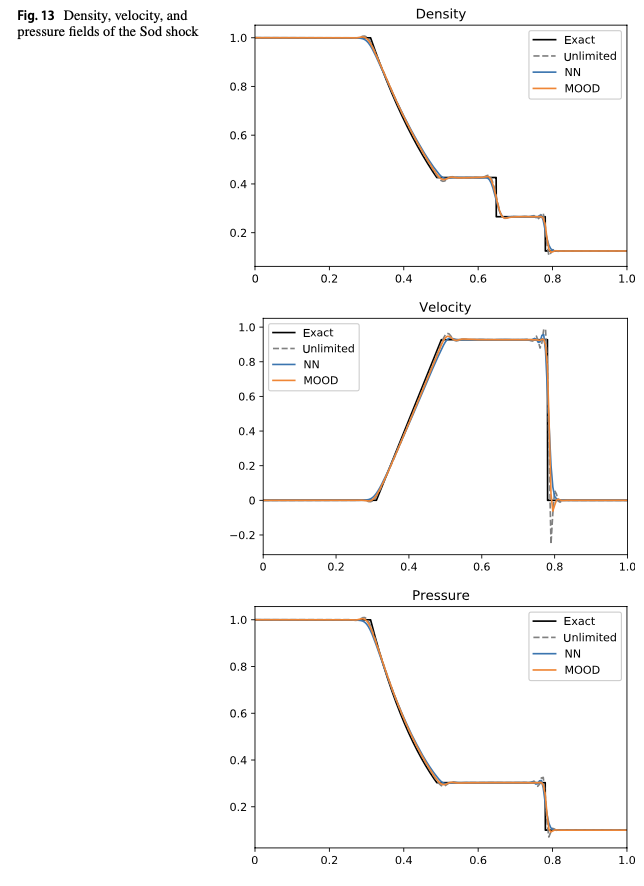 Fig. 13 Density, velocity, and
pressure fields of the Sod shock
Density
1.0
0.8
0.6
0.4
0.2
0
0.2
0.4
0.6
0.8
1.0
Exact
Unlimited
NN
MOOD
Velocity
1.0
0.8
0.6
0.4
0.2
0
−0.2
0
0.2
0.4
0.6
0.8
1.0
Exact
Unlimited
NN
MOOD
Pressure
1.0
0.8
0.6
0.4
0.2
0
0.2
0.4
0.6
0.8
1.0
Exact
Unlimited
NN
MOOD